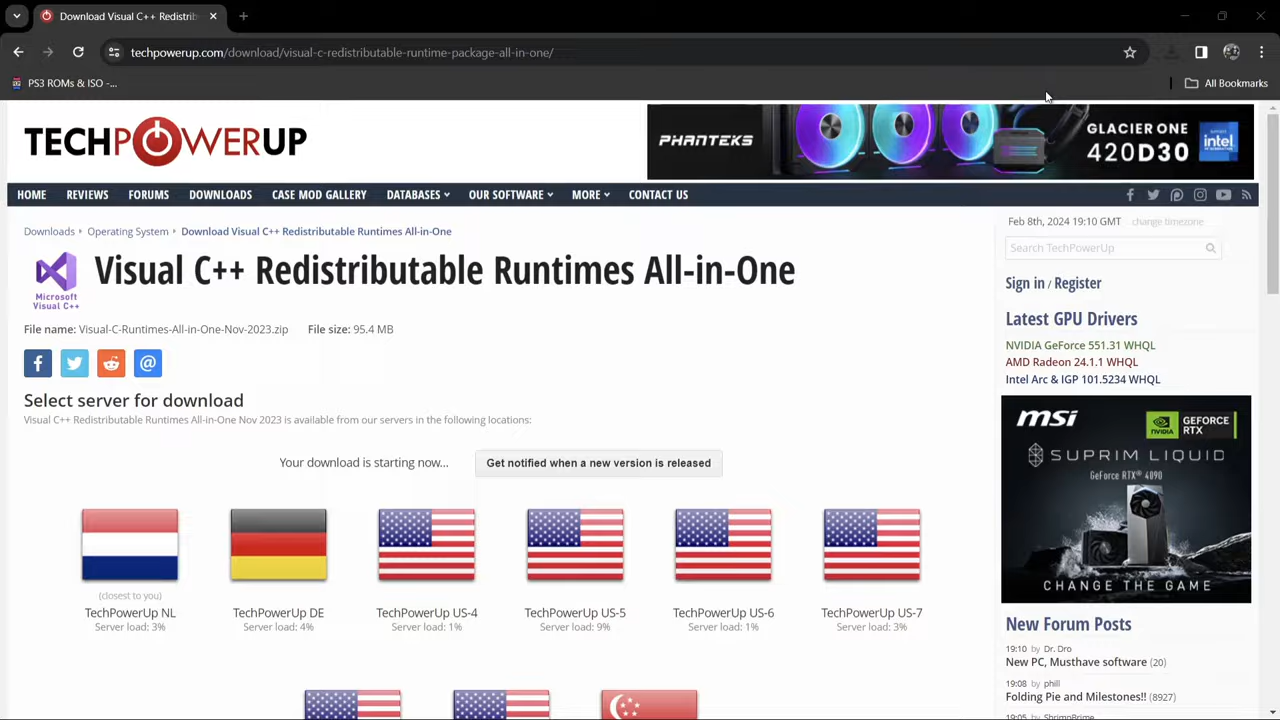 Download Visual C++ Redistrib
techpowerup.com/download/visual-c-redistributable-runtime-package-all-in-one/
PS3 ROMs & ISO -...
All Bookmarks
TECHPOWERUP
PHANTEKS
GLACIER ONE
420D30
intel
HOME
REVIEWS
FORUMS
DOWNLOADS
CASE MOD GALLERY
DATABASES
OUR SOFTWARE
MORE
CONTACT US
Downloads
Operating System
Download Visual C++ Redistributable Runtimes All-in-One
Feb 8th, 2024 19:10 GMT
change timezone
Search TechPowerUp
Microsoft
Visual C++
Visual C++ Redistributable Runtimes All-in-One
Sign in / Register
File name: Visual-C-Runtimes-All-in-One-Nov-2023.zip
File size: 95.4 MB
Latest GPU Drivers
NVIDIA GeForce 551.31 WHQL
AMD Radeon 24.1.1 WHQL
Intel Arc & IGP 101.5234 WHQL
Select server for download
Visual C++ Redistributable Runtimes All-in-One Nov 2023 is available from our servers in the following locations:
Your download is starting now...
Get notified when a new version is released
msi
NVIDIA
GEFORCE
RTX
SUPRIM LIQUID
GeForce RTX™ 4090
CHANGE THE GAME
(closest to you)
TechPowerUp NL
Server load: 3%
TechPowerUp DE
Server load: 4%
TechPowerUp US-4
Server load: 1%
TechPowerUp US-5
Server load: 9%
TechPowerUp US-6
Server load: 1%
TechPowerUp US-7
Server load: 3%
New Forum Posts
19:10 by Dr. Dro
New PC, Musthave software (20)
19:08 by phill
Folding Pie and Milestones!! (8927)
19:05 by ShrimpBrime